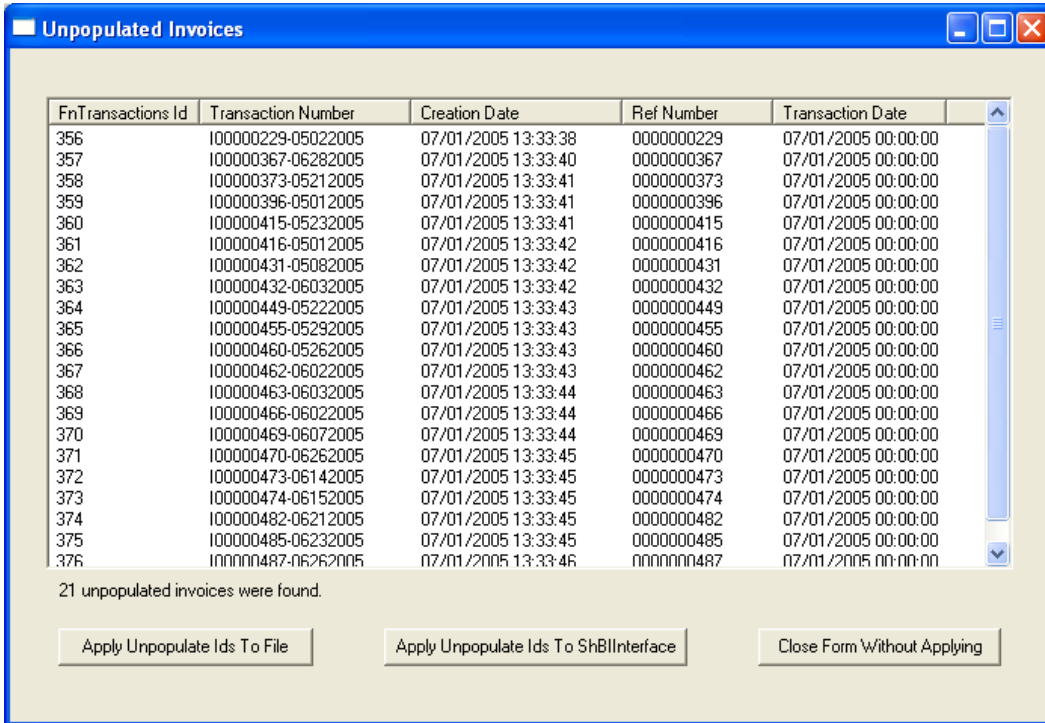 Unpopulated Invoices
FnTransactions Id Transaction Number Creation Date Ref Number Transaction Date
356 I00000229-05022005 07/01/2005 13:33:38 0000000229 07/01/2005 00:00:00
357 I00000367-06282005 07/01/2005 13:33:40 0000000367 07/01/2005 00:00:00
358 I00000373-05212005 07/01/2005 13:33:41 0000000373 07/01/2005 00:00:00
359 I00000396-05012005 07/01/2005 13:33:41 0000000396 07/01/2005 00:00:00
360 I00000415-05232005 07/01/2005 13:33:41 0000000415 07/01/2005 00:00:00
361 I00000416-05012005 07/01/2005 13:33:42 0000000416 07/01/2005 00:00:00
362 I00000431-05082005 07/01/2005 13:33:42 0000000431 07/01/2005 00:00:00
363 I00000432-06032005 07/01/2005 13:33:42 0000000432 07/01/2005 00:00:00
364 I00000449-05222005 07/01/2005 13:33:43 0000000449 07/01/2005 00:00:00
365 I00000455-05292005 07/01/2005 13:33:43 0000000455 07/01/2005 00:00:00
366 I00000460-05262005 07/01/2005 13:33:43 0000000460 07/01/2005 00:00:00
367 I00000462-06022005 07/01/2005 13:33:43 0000000462 07/01/2005 00:00:00
368 I00000463-06032005 07/01/2005 13:33:44 0000000463 07/01/2005 00:00:00
369 I00000466-06022005 07/01/2005 13:33:44 0000000466 07/01/2005 00:00:00
370 I00000469-06072005 07/01/2005 13:33:44 0000000469 07/01/2005 00:00:00
371 I00000470-06262005 07/01/2005 13:33:45 0000000470 07/01/2005 00:00:00
372 I00000473-06142005 07/01/2005 13:33:45 0000000473 07/01/2005 00:00:00
373 I00000474-06152005 07/01/2005 13:33:45 0000000474 07/01/2005 00:00:00
374 I00000482-06212005 07/01/2005 13:33:45 0000000482 07/01/2005 00:00:00
375 I00000485-06232005 07/01/2005 13:33:45 0000000485 07/01/2005 00:00:00
376 I00000487-06262005 07/01/2005 13:33:46 0000000487 07/01/2005 00:00:00
21 unpopulated invoices were found.
Apply Unpopulate Ids To File Apply Unpopulate Ids To ShBIInterface Close Form Without Applying